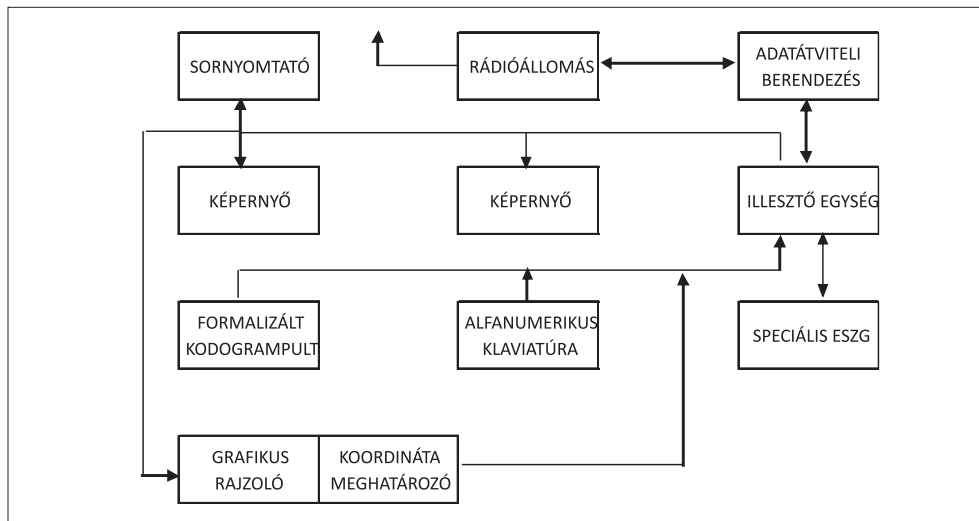 SORNYOMTATÓ
RÁDIÓÁLLOMÁS
ADATÁTVITELI
BERENDEZÉS
KÉPERNYŐ
KÉPERNYŐ
ILLESZTŐ EGYSÉG
FORMALIZÁLT
KODOGRAMPULT
ALFANUMERIKUS
KLAVIATÚRA
SPECIÁLIS ESZG
GRAFIKUS
RAJZOLÓ
KOORDINÁTA
MEGHATÁROZÓ